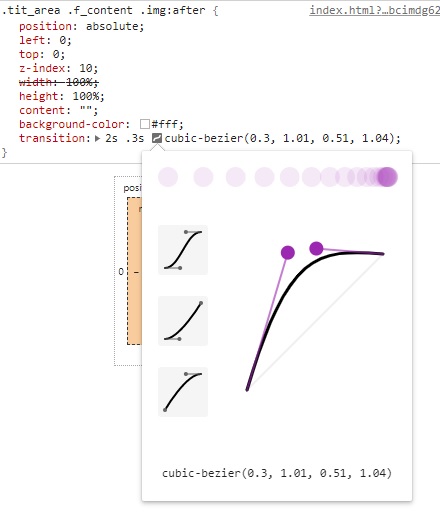 .tit_area .f_content .img:after {
index.html?…bcimdg62
position: absolute;
left: 0;
top: 0;
z-index: 10;
width: 100%;
height: 100%;
content: "";
background-color: #fff;
transition: 2s .3s cubic-bezier(0.3, 1.01, 0.51, 1.04);
}
posi
0
–
cubic-bezier(0.3, 1.01, 0.51, 1.04)